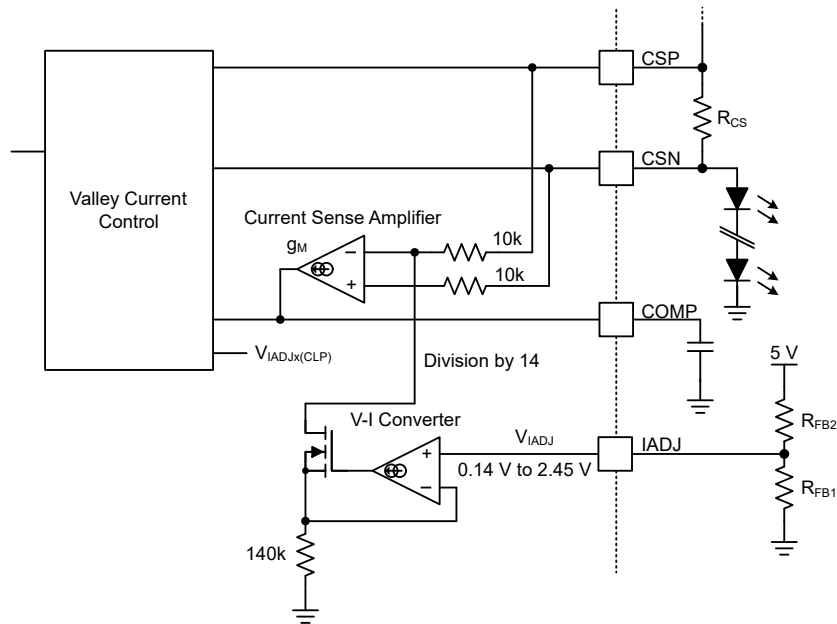 CSP
R_CS
CSN
Valley Current
Control
Current Sense Amplifier
g_M
10k
10k
−
+
COMP
V_IADJx(CLP)
Division by 14
5 V
V-I Converter
R_FB2
V_IADJ
IADJ
+
0.14 V to 2.45 V
−
R_FB1
140k